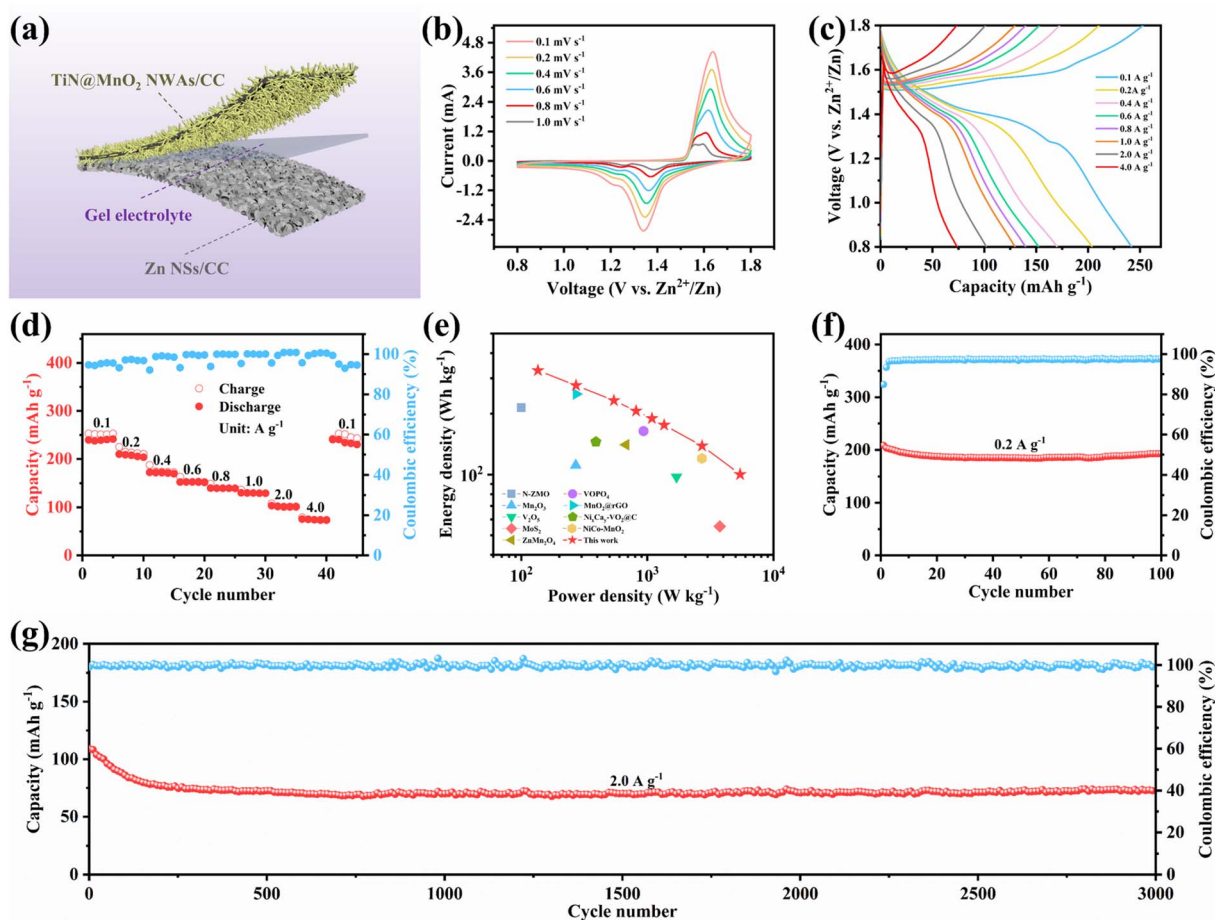 (a)
TiN@MnO₂ NWAs/CC
Gel electrolyte
Zn NSs/CC
(b)
4.8
3.6
2.4
1.2
0.0
-1.2
-2.4
Current (mA)
0.1 mV s⁻¹
0.2 mV s⁻¹
0.4 mV s⁻¹
0.6 mV s⁻¹
0.8 mV s⁻¹
1.0 mV s⁻¹
0.8 1.0 1.2 1.4 1.6 1.8
Voltage (V vs. Zn²⁺/Zn)
(c)
1.8
1.6
1.4
1.2
1.0
0.8
Voltage (V vs. Zn²⁺/Zn)
0.1 A g⁻¹
0.2A g⁻¹
0.4 A g⁻¹
0.6 A g⁻¹
0.8 A g⁻¹
1.0 A g⁻¹
2.0 A g⁻¹
4.0 A g⁻¹
0 50 100 150 200 250
Capacity (mAh g⁻¹)
(d)
400
350
300
250
200
150
100
50
0
Capacity (mAh g⁻¹)
Charge
Discharge
Unit: A g⁻¹
0.1
0.2
0.4
0.6
0.8
1.0
2.0
4.0
0.1
100
80
60
40
20
0
Coulombic efficiency (%)
0 10 20 30 40
Cycle number
(e)
Energy density (Wh kg⁻¹)
10²
N-ZMO
Mn₂O₃
V₂O₅
MoS₂
ZnMn₂O₄
VOPO₄
MnO₂@rGO
NiCo-MnO₂
This work
10² 10³ 10⁴
Power density (W kg⁻¹)
(f)
400
300
200
100
0
Capacity (mAh g⁻¹)
0.2 A g⁻¹
100
80
60
40
20
0
Coulombic efficiency (%)
0 20 40 60 80 100
Cycle number
(g)
200
175
150
125
100
75
50
25
0
Capacity (mAh g⁻¹)
2.0 A g⁻¹
100
80
60
40
20
0
Coulombic efficiency (%)
0 500 1000 1500 2000 2500 3000
Cycle number